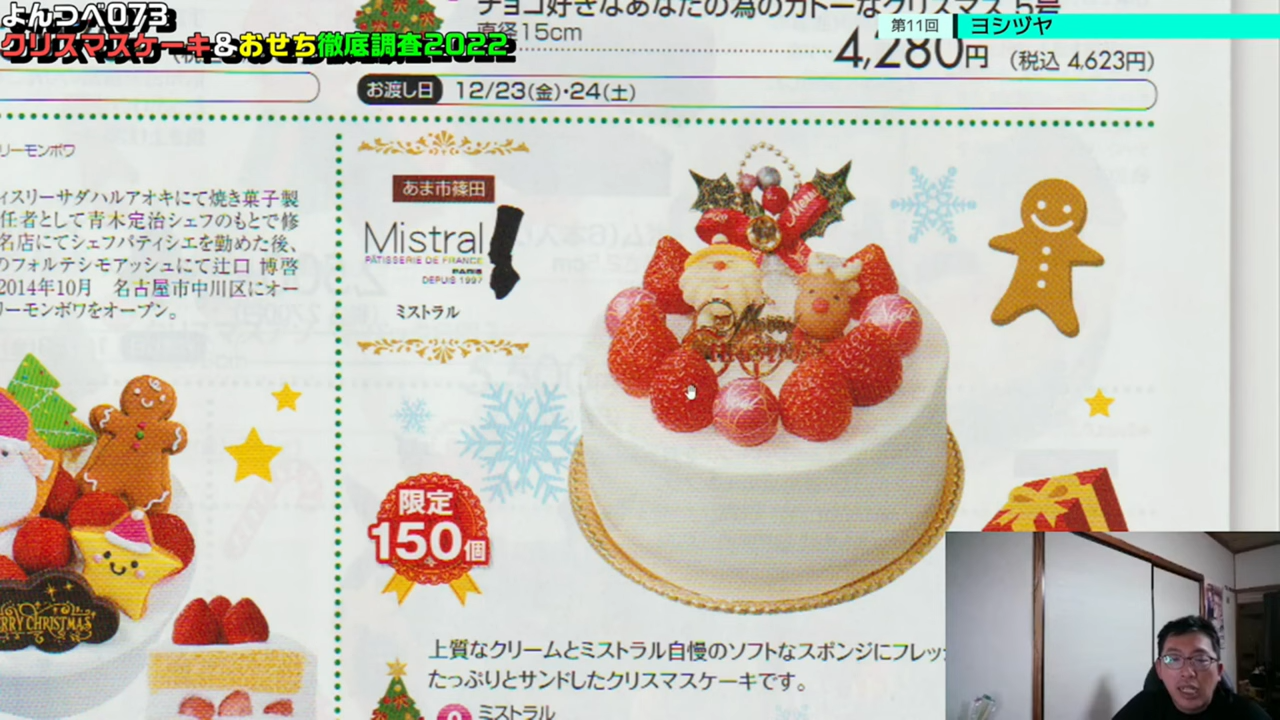 よんつべ073
クリスマスケーキ&おせち徹底調査2022
第11回 ヨシヅヤ
チョコ好きなあなたの為のガトーなクリスマス 5号
直径15cm
4,280円 (税込 4,623円)
お渡し日 12/23(金)・24(土)
リーモンボワ
ィスリーサダハルアオキにて焼き菓子製
任者として青木定治シェフのもとで修
名店にてシェフパティシエを勤めた後、
のフォルテシモアッシュにて辻口 博啓
2014年10月 名古屋市中川区にオー
リーモンボワをオープン。
あま市篠田
Mistral
PÂTISSERIE DE FRANCE
PARIS
DEPUIS 1997
ミストラル
Merry
Noel
Merry
Christmas
限定
150個
MERRY CHRISTMAS
上質なクリームとミストラル自慢のソフトなスポンジにフレッ
たっぷりとサンドしたクリスマスケーキです。
ミストラル